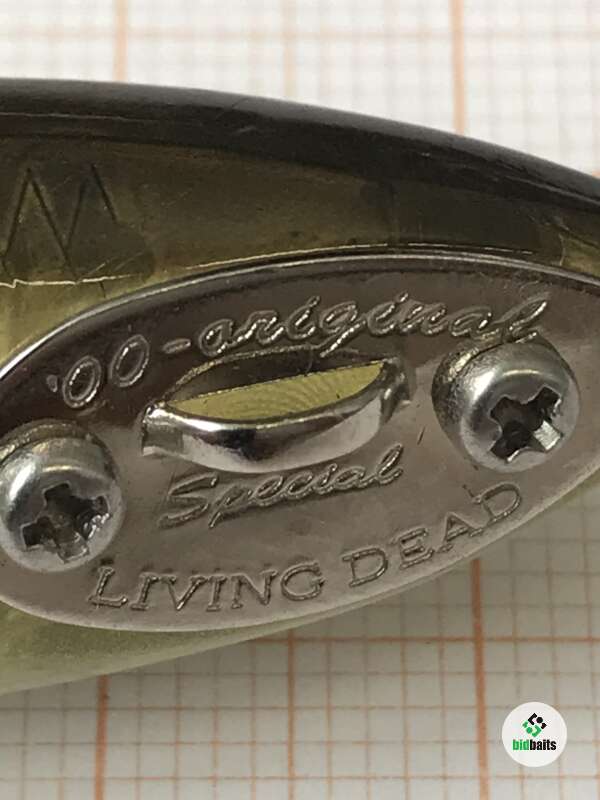 '00-original
Special
LIVING DEAD
bidbaits